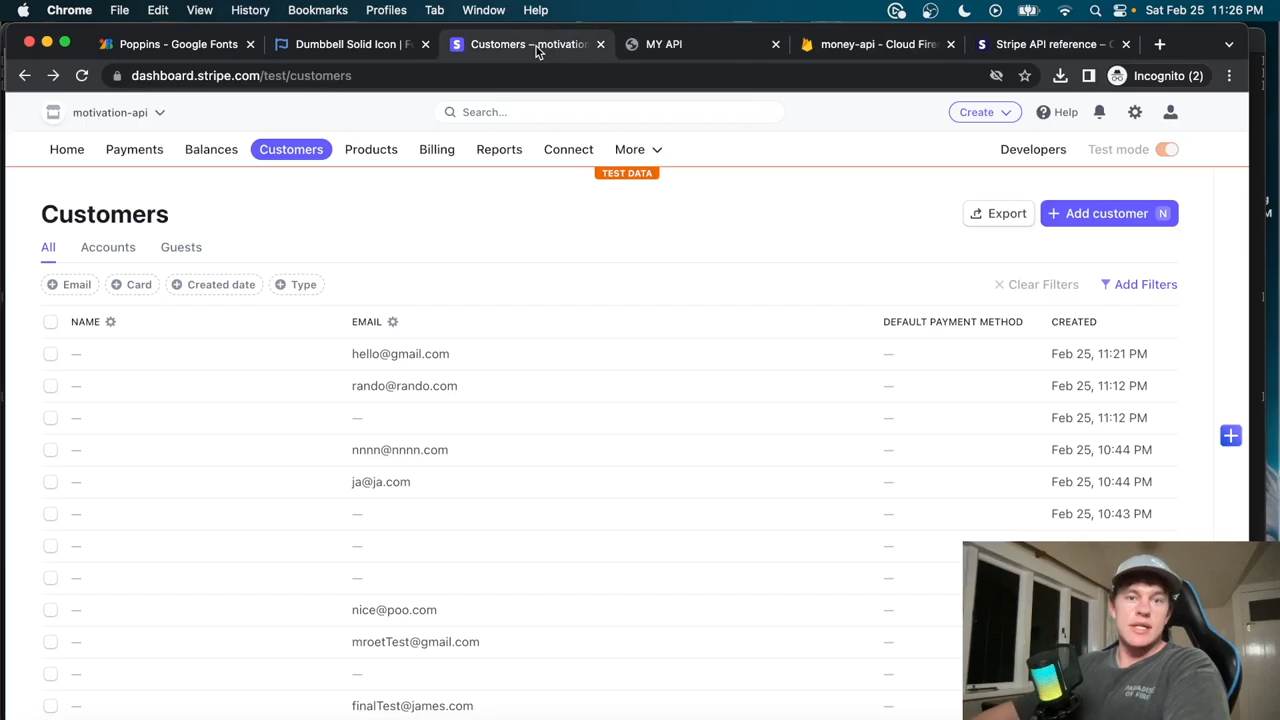 Chrome File Edit View History Bookmarks Profiles Tab Window Help Sat Feb 25 11:26 PM
Poppins - Google Fonts Dumbbell Solid Icon | Fo Customers – motivation MY API money-api - Cloud Fire Stripe API reference – C
dashboard.stripe.com/test/customers Incognito (2)
motivation-api Search... Create Help
Home Payments Balances Customers Products Billing Reports Connect More Developers Test mode
TEST DATA
Customers Export Add customer N
All Accounts Guests
Email Card Created date Type Clear Filters Add Filters
NAME EMAIL DEFAULT PAYMENT METHOD CREATED
— hello@gmail.com — Feb 25, 11:21 PM
— rando@rando.com — Feb 25, 11:12 PM
— — — Feb 25, 11:12 PM
— nnnn@nnnn.com — Feb 25, 10:44 PM
— ja@ja.com — Feb 25, 10:44 PM
— — — Feb 25, 10:43 PM
— — —
— — —
— nice@poo.com —
— mroetTest@gmail.com —
— — —
— finalTest@james.com —
PARADISE
OF FIRE